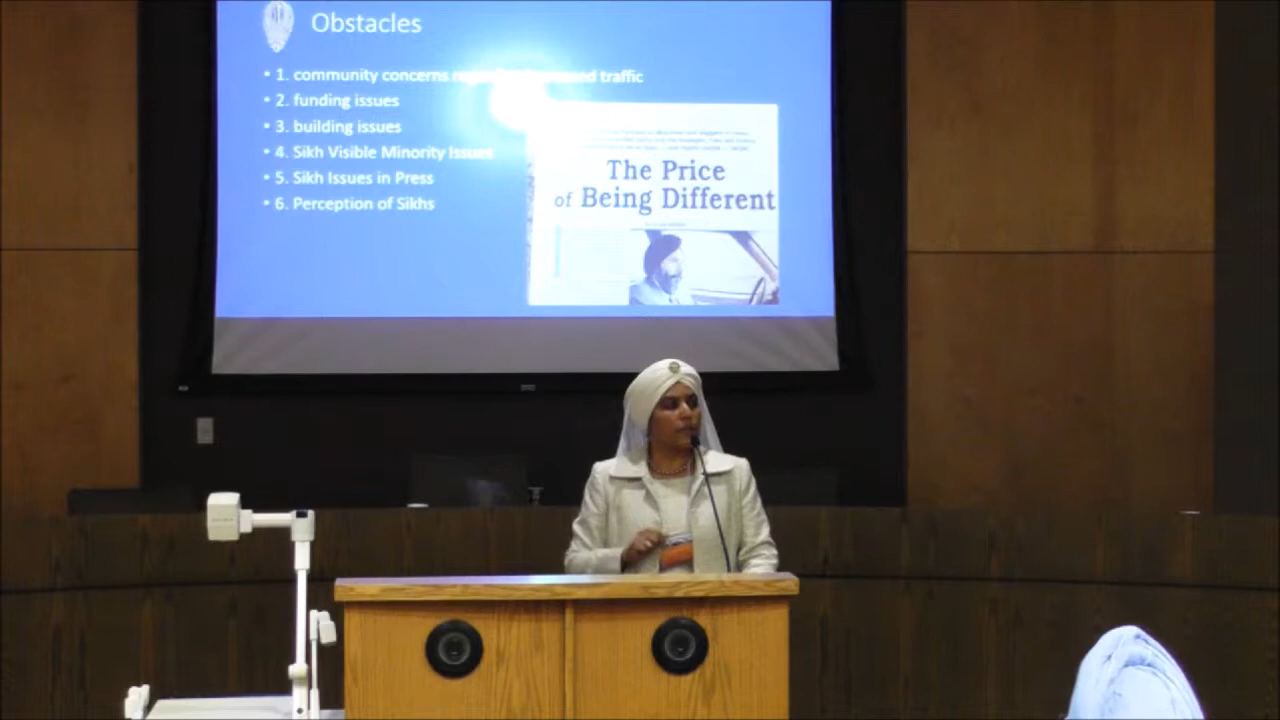 Obstacles
• 1. community concerns traffic
• 2. funding issues
• 3. building issues
• 4. Sikh Visible Minority Issues
• 5. Sikh Issues in Press
• 6. Perception of Sikhs
The Price
of Being Different